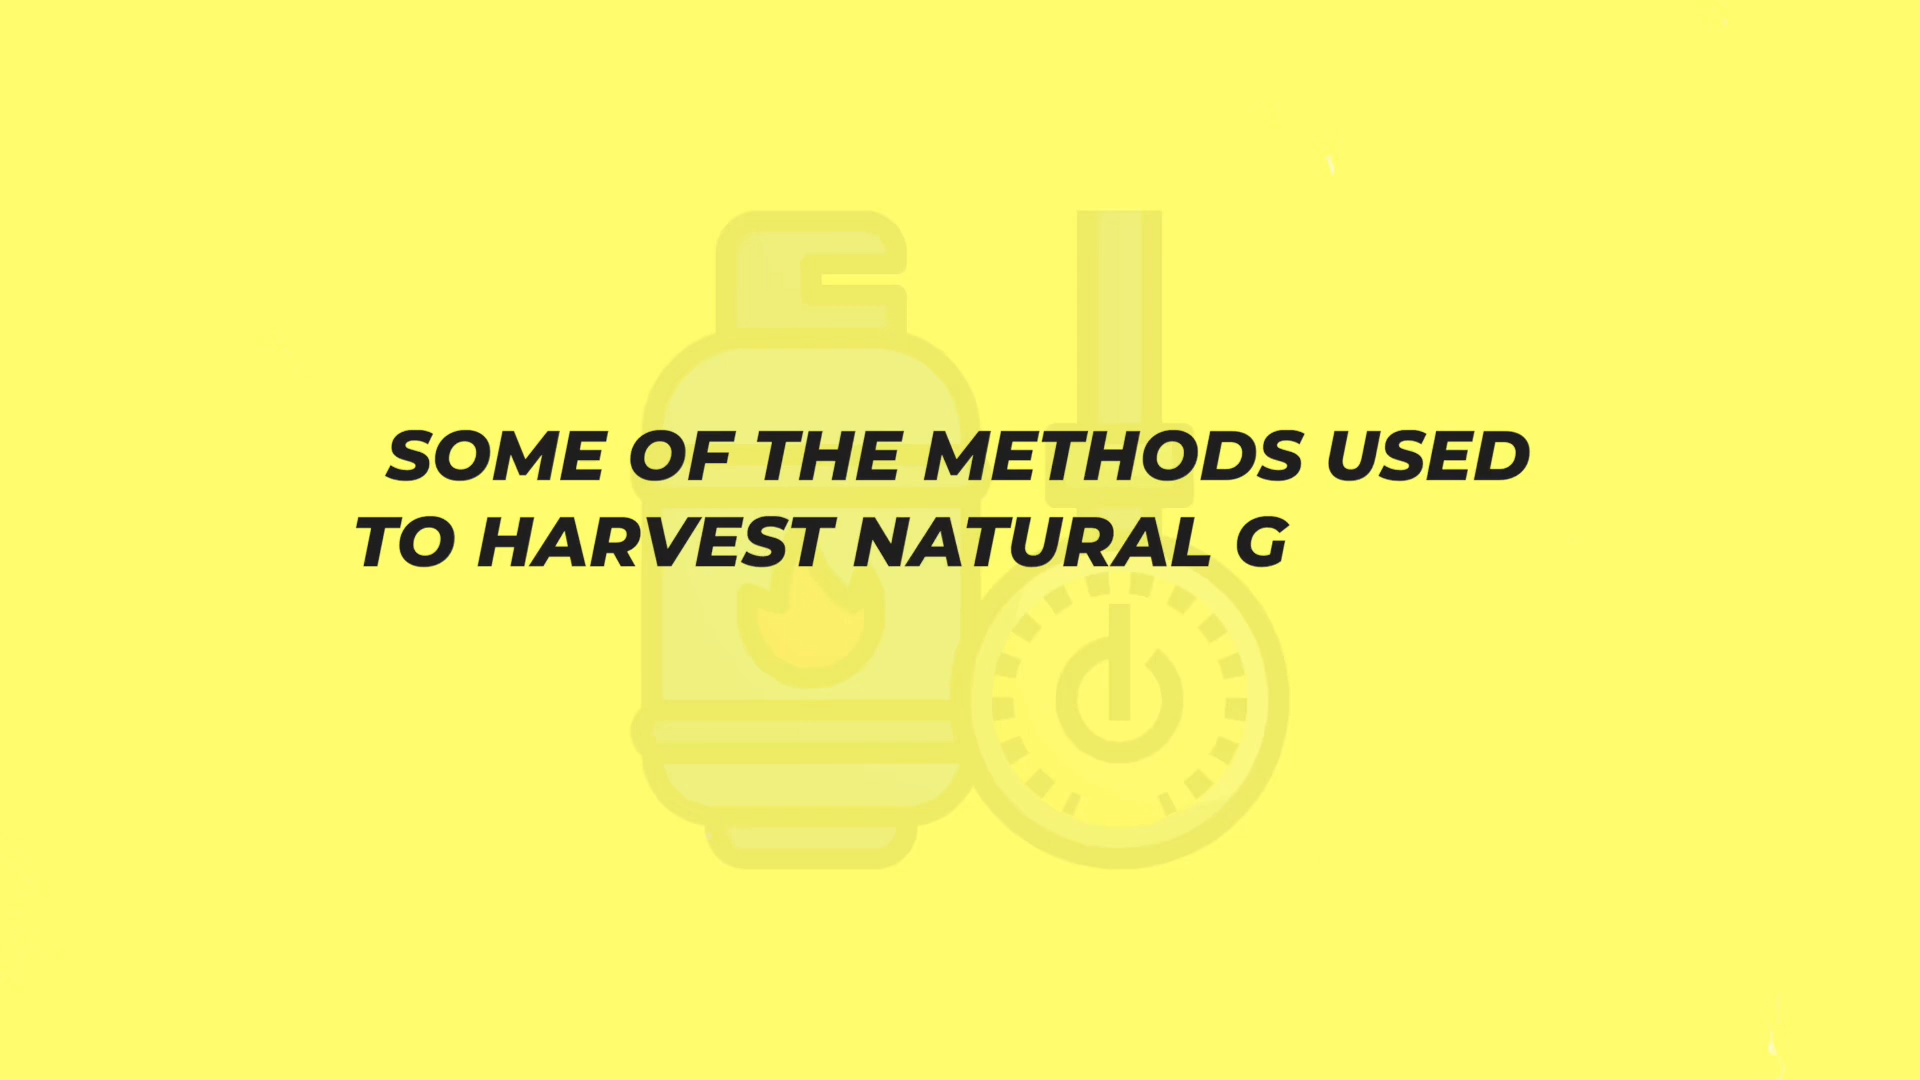 SOME OF THE METHODS USED
TO HARVEST NATURAL G